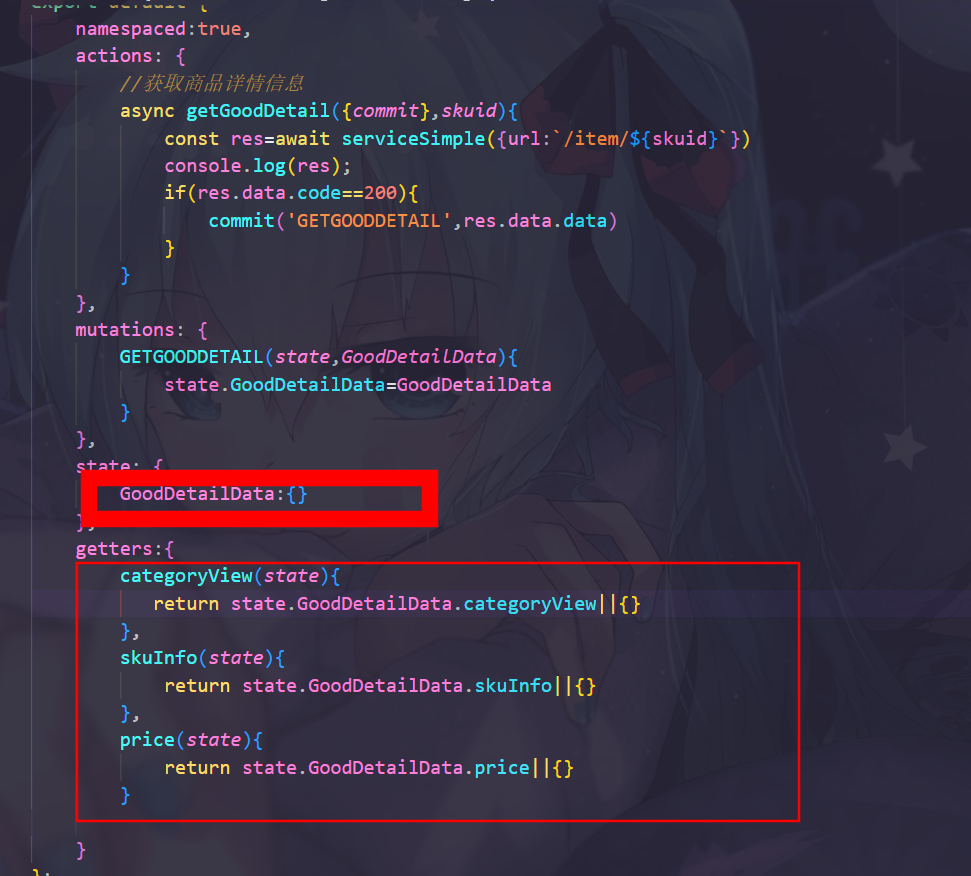 export default {
namespaced:true,
actions: {
//获取商品详情信息
async getGoodDetail({commit},skuid){
const res=await serviceSimple({url:`/item/${skuid}`})
console.log(res);
if(res.data.code==200){
commit('GETGOODDETAIL',res.data.data)
}
}
},
mutations: {
GETGOODDETAIL(state,GoodDetailData){
state.GoodDetailData=GoodDetailData
}
},
state: {
GoodDetailData:{}
},
getters:{
categoryView(state){
return state.GoodDetailData.categoryView||{}
},
skuInfo(state){
return state.GoodDetailData.skuInfo||{}
},
price(state){
return state.GoodDetailData.price||{}
}
}
};